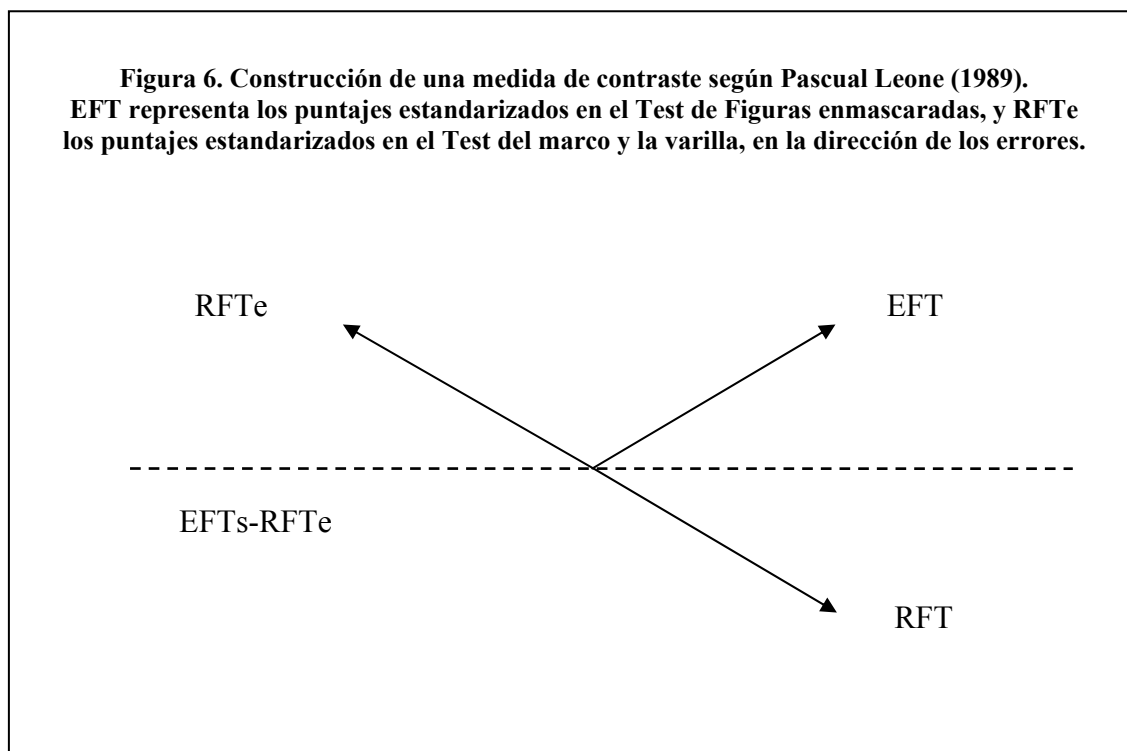 Figura 6. Construcción de una medida de contraste según Pascual Leone (1989).
EFT representa los puntajes estandarizados en el Test de Figuras enmascaradas, y RFTe
los puntajes estandarizados en el Test del marco y la varilla, en la dirección de los errores.
RFTe
EFT
EFTs-RFTe
RFT